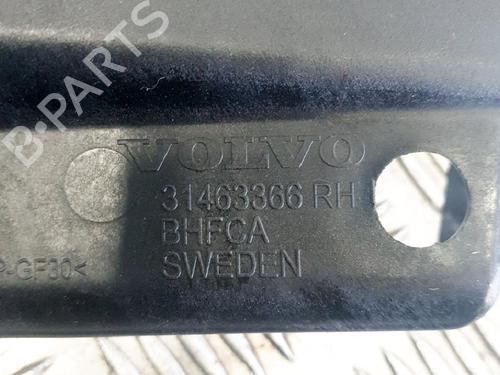 B-PARTS
VOLVO
31463366 RH
BHFCA
SWEDEN
P-GF30<